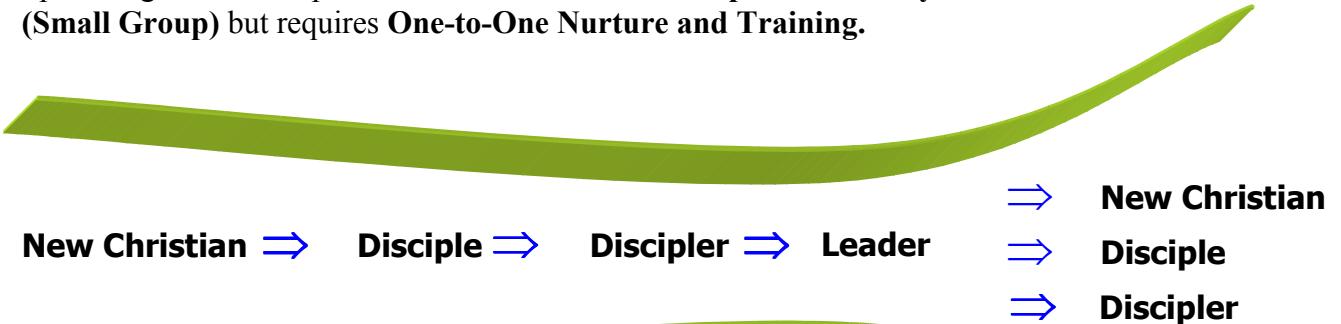 (Small Group) but requires One-to-One Nurture and Training.
⇒ New Christian
New Christian ⇒ Disciple ⇒ Discipler ⇒ Leader
⇒ Disciple
⇒ Discipler